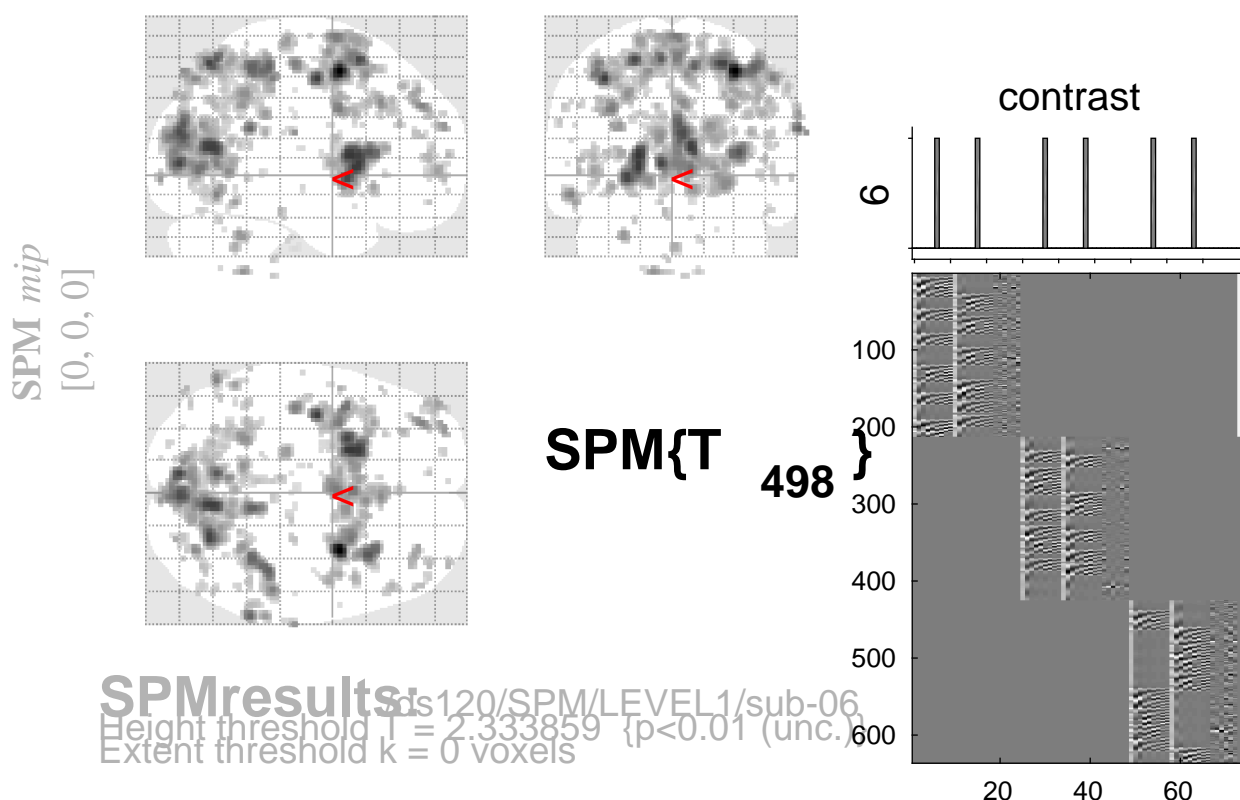 SPM mip
[0, 0, 0]
<
<
<
SPM{T 498 }
SPMresults: /ds120/SPM/LEVEL1/sub-06
Height threshold T = 2.333859 {p<0.01 (unc.)}
Extent threshold k = 0 voxels
contrast
6
100
200
300
400
500
600
20 40 60